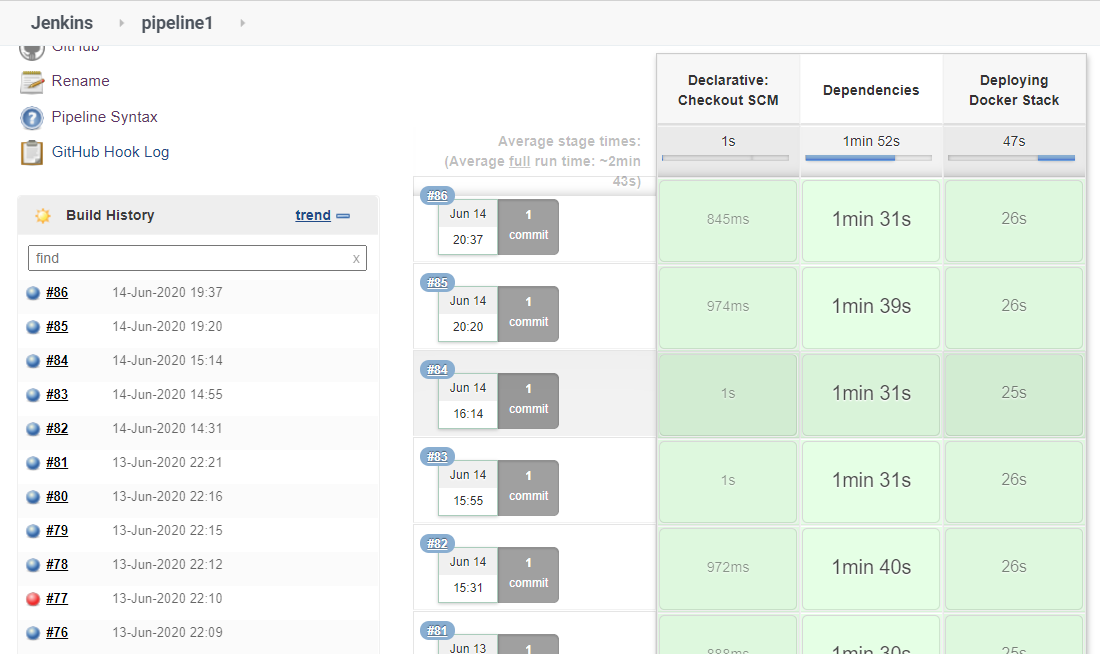 Jenkins pipeline1
GitHub
Rename
Pipeline Syntax
GitHub Hook Log
Build History trend
find x
#86 14-Jun-2020 19:37
#85 14-Jun-2020 19:20
#84 14-Jun-2020 15:14
#83 14-Jun-2020 14:55
#82 14-Jun-2020 14:31
#81 13-Jun-2020 22:21
#80 13-Jun-2020 22:16
#79 13-Jun-2020 22:15
#78 13-Jun-2020 22:12
#77 13-Jun-2020 22:10
#76 13-Jun-2020 22:09
Declarative:
Checkout SCM
Dependencies
Deploying
Docker Stack
Average stage times:
(Average full run time: ~2min
43s)
1s 1min 52s 47s
#86
Jun 14 1
20:37 commit
845ms 1min 31s 26s
#85
Jun 14 1
20:20 commit
974ms 1min 39s 26s
#84
Jun 14 1
16:14 commit
1s 1min 31s 25s
#83
Jun 14 1
15:55 commit
1s 1min 31s 26s
#82
Jun 14 1
15:31 commit
972ms 1min 40s 26s
#81
Jun 13 1
888ms 1min 30s 25s